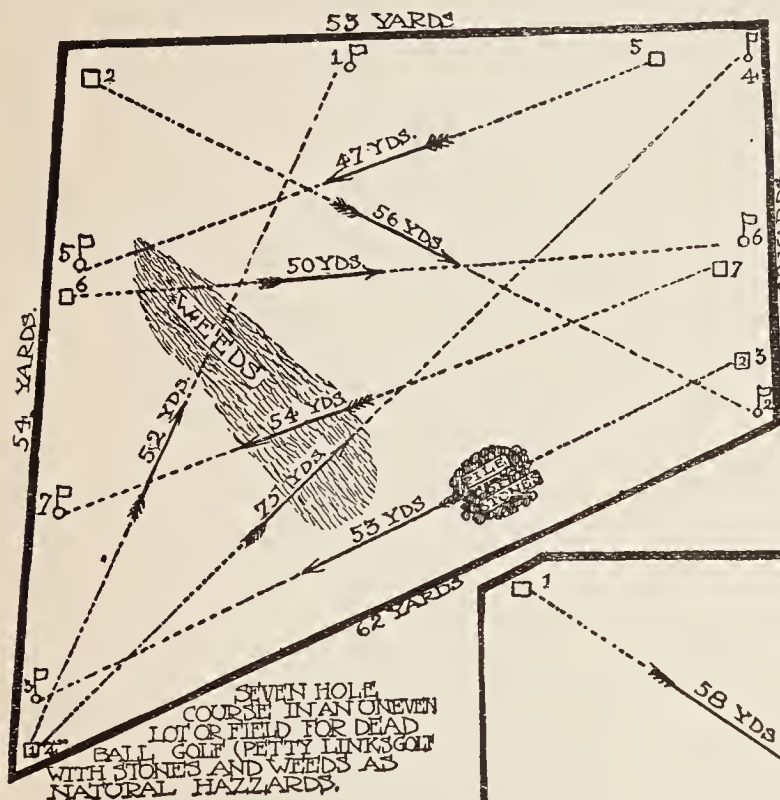 53 YARDS
2
1
5
4
47 YDS.
56 YDS.
5
6
50 YDS.
6
7
WEEDS
3
2
54 YARDS.
54 YDS
52 YDS.
75 YDS
PILE
STONES
7
53 YDS
62 YARDS
3
1
4
1
58 YDS
SEVEN HOLE
COURSE IN AN UNEVEN
LOT OR FIELD FOR DEAD
BALL GOLF (PETTY LINKS GOLF
WITH STONES AND WEEDS AS
NATURAL HAZZARDS.